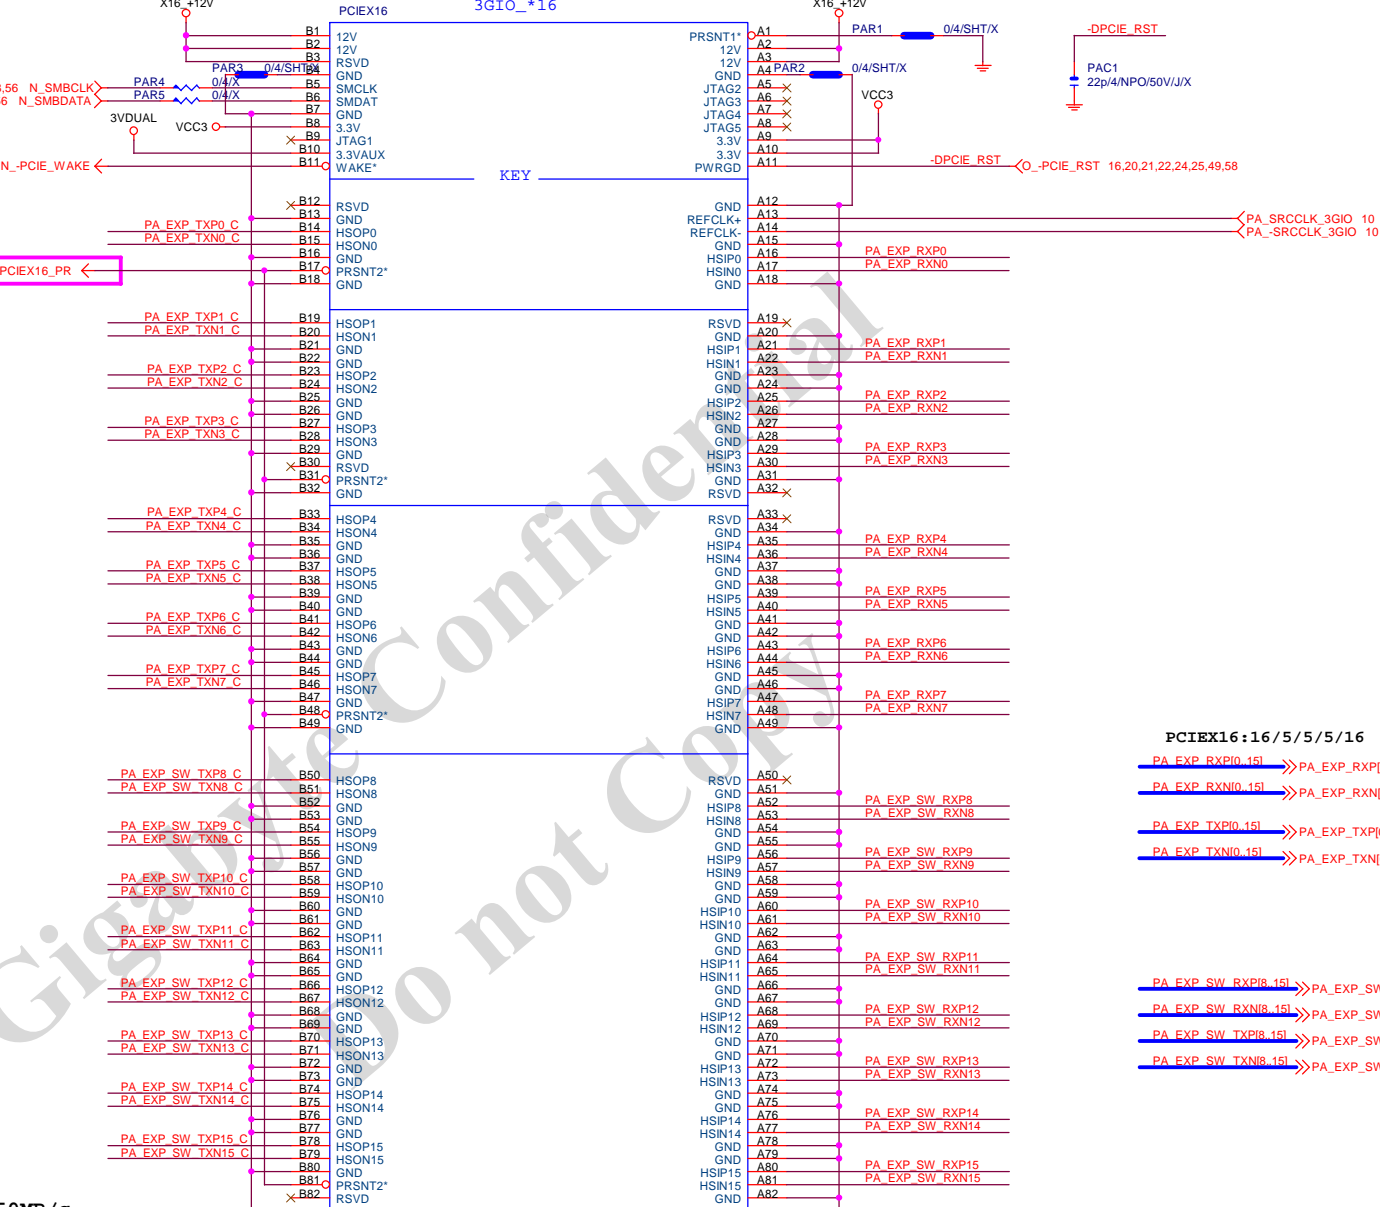 X16_+12V
PCIEX16
3GIO_*16
X16_+12V
B1 12V
B2 12V
B3 RSVD
PAR3 0/4/SHT/X
B4 GND
PAR4 0/4/X
B5 SMCLK
PAR5 0/4/X
B6 SMDAT
B7 GND
B8 3.3V
B9 JTAG1
B10 3.3VAUX
B11 WAKE*
,56 N_SMBCLK
56 N_SMBDATA
3VDUAL
VCC3
N_-PCIE_WAKE
PRSNT1* A1
12V A2
12V A3
GND A4
JTAG2 A5
JTAG3 A6
JTAG4 A7
JTAG5 A8
3.3V A9
3.3V A10
PWRGD A11
PAR1 0/4/SHT/X
PAR2 0/4/SHT/X
VCC3
-DPCIE_RST
PAC1
22p/4/NPO/50V/J/X
-DPCIE_RST
O_-PCIE_RST 16,20,21,22,24,25,49,58
KEY
B12 RSVD
B13 GND
PA_EXP_TXP0_C B14 HSOP0
PA_EXP_TXN0_C B15 HSON0
B16 GND
PCIEX16_PR B17 PRSNT2*
B18 GND
GND A12
REFCLK+ A13 PA_SRCCLK_3GIO 10
REFCLK- A14 PA_-SRCCLK_3GIO 10
GND A15
HSIP0 A16 PA_EXP_RXP0
HSIN0 A17 PA_EXP_RXN0
GND A18
PA_EXP_TXP1_C B19 HSOP1
PA_EXP_TXN1_C B20 HSON1
B21 GND
B22 GND
PA_EXP_TXP2_C B23 HSOP2
PA_EXP_TXN2_C B24 HSON2
B25 GND
B26 GND
PA_EXP_TXP3_C B27 HSOP3
PA_EXP_TXN3_C B28 HSON3
B29 GND
B30 RSVD
B31 PRSNT2*
B32 GND
RSVD A19
GND A20
HSIP1 A21 PA_EXP_RXP1
HSIN1 A22 PA_EXP_RXN1
GND A23
GND A24
HSIP2 A25 PA_EXP_RXP2
HSIN2 A26 PA_EXP_RXN2
GND A27
GND A28
HSIP3 A29 PA_EXP_RXP3
HSIN3 A30 PA_EXP_RXN3
GND A31
RSVD A32
PA_EXP_TXP4_C B33 HSOP4
PA_EXP_TXN4_C B34 HSON4
B35 GND
B36 GND
PA_EXP_TXP5_C B37 HSOP5
PA_EXP_TXN5_C B38 HSON5
B39 GND
B40 GND
PA_EXP_TXP6_C B41 HSOP6
PA_EXP_TXN6_C B42 HSON6
B43 GND
B44 GND
PA_EXP_TXP7_C B45 HSOP7
PA_EXP_TXN7_C B46 HSON7
B47 GND
B48 PRSNT2*
B49 GND
RSVD A33
GND A34
HSIP4 A35 PA_EXP_RXP4
HSIN4 A36 PA_EXP_RXN4
GND A37
GND A38
HSIP5 A39 PA_EXP_RXP5
HSIN5 A40 PA_EXP_RXN5
GND A41
GND A42
HSIP6 A43 PA_EXP_RXP6
HSIN6 A44 PA_EXP_RXN6
GND A45
GND A46
HSIP7 A47 PA_EXP_RXP7
HSIN7 A48 PA_EXP_RXN7
GND A49
PA_EXP_SW_TXP8_C B50 HSOP8
PA_EXP_SW_TXN8_C B51 HSON8
B52 GND
B53 GND
PA_EXP_SW_TXP9_C B54 HSOP9
PA_EXP_SW_TXN9_C B55 HSON9
B56 GND
B57 GND
PA_EXP_SW_TXP10_C B58 HSOP10
PA_EXP_SW_TXN10_C B59 HSON10
B60 GND
B61 GND
PA_EXP_SW_TXP11_C B62 HSOP11
PA_EXP_SW_TXN11_C B63 HSON11
B64 GND
B65 GND
PA_EXP_SW_TXP12_C B66 HSOP12
PA_EXP_SW_TXN12_C B67 HSON12
B68 GND
B69 GND
PA_EXP_SW_TXP13_C B70 HSOP13
PA_EXP_SW_TXN13_C B71 HSON13
B72 GND
B73 GND
PA_EXP_SW_TXP14_C B74 HSOP14
PA_EXP_SW_TXN14_C B75 HSON14
B76 GND
B77 GND
PA_EXP_SW_TXP15_C B78 HSOP15
PA_EXP_SW_TXN15_C B79 HSON15
B80 GND
B81 PRSNT2*
B82 RSVD
RSVD A50
GND A51
HSIP8 A52 PA_EXP_SW_RXP8
HSIN8 A53 PA_EXP_SW_RXN8
GND A54
GND A55
HSIP9 A56 PA_EXP_SW_RXP9
HSIN9 A57 PA_EXP_SW_RXN9
GND A58
GND A59
HSIP10 A60 PA_EXP_SW_RXP10
HSIN10 A61 PA_EXP_SW_RXN10
GND A62
GND A63
HSIP11 A64 PA_EXP_SW_RXP11
HSIN11 A65 PA_EXP_SW_RXN11
GND A66
GND A67
HSIP12 A68 PA_EXP_SW_RXP12
HSIN12 A69 PA_EXP_SW_RXN12
GND A70
GND A71
HSIP13 A72 PA_EXP_SW_RXP13
HSIN13 A73 PA_EXP_SW_RXN13
GND A74
GND A75
HSIP14 A76 PA_EXP_SW_RXP14
HSIN14 A77 PA_EXP_SW_RXN14
GND A78
GND A79
HSIP15 A80 PA_EXP_SW_RXP15
HSIN15 A81 PA_EXP_SW_RXN15
GND A82
PCIEX16:16/5/5/5/16
PA_EXP_RXP[0..15] PA_EXP_RXP[
PA_EXP_RXN[0..15] PA_EXP_RXN[
PA_EXP_TXP[0..15] PA_EXP_TXP[
PA_EXP_TXN[0..15] PA_EXP_TXN[
PA_EXP_SW_RXP[8..15] PA_EXP_SW
PA_EXP_SW_RXN[8..15] PA_EXP_SW
PA_EXP_SW_TXP[8..15] PA_EXP_SW
PA_EXP_SW_TXN[8..15] PA_EXP_SW
Gigabyte Confidential
Do not Copy